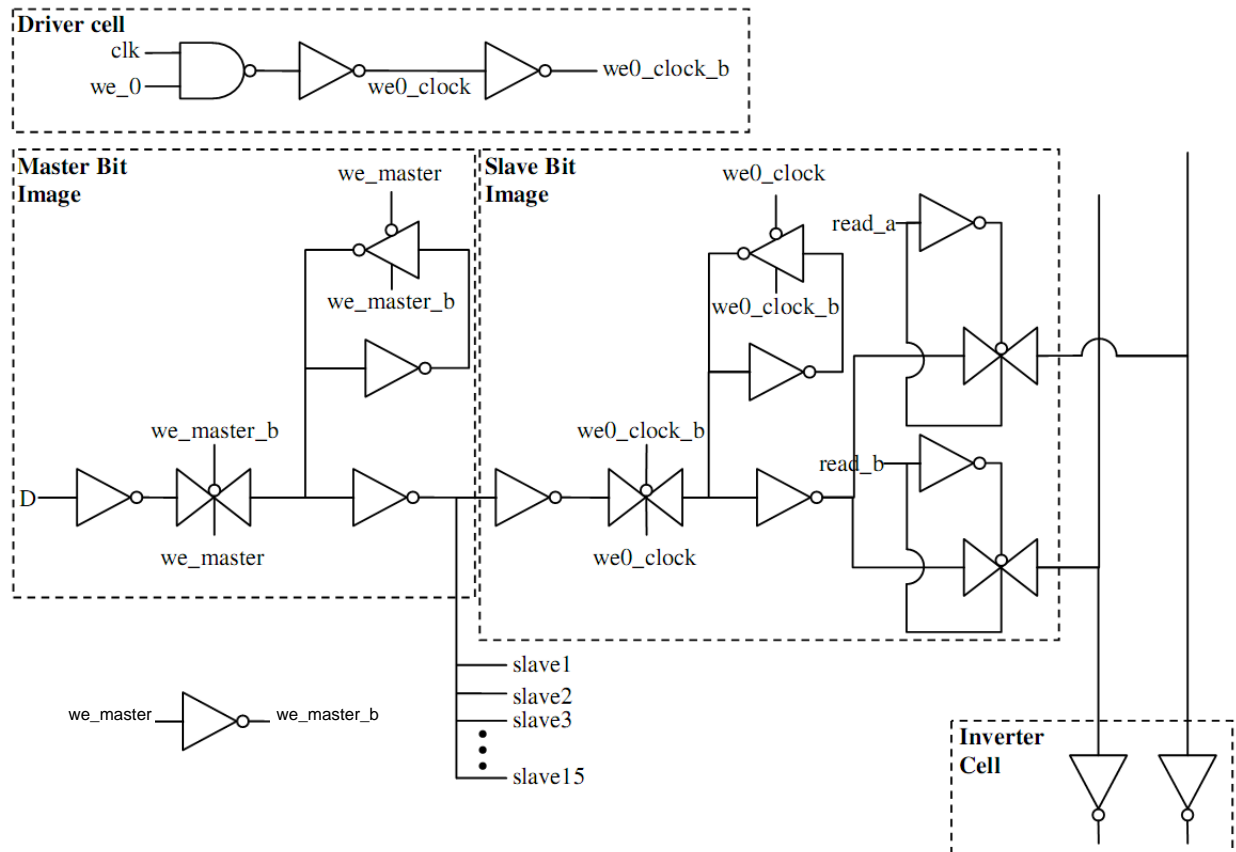 Driver cell
clk
we_0
we0_clock
we0_clock_b
Master Bit
Image
we_master
we_master_b
we_master_b
D
we_master
Slave Bit
Image
we0_clock
we0_clock_b
read_a
we0_clock_b
read_b
we0_clock
slave1
slave2
slave3
slave15
we_master
we_master_b
Inverter
Cell